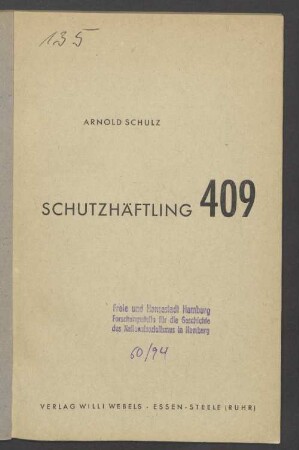 135
ARNOLD SCHULZ
SCHUTZHÄFTLING 409
Freie und Hansestadt Hamburg
Forschungsstelle für die Geschichte
des Nationalsozialismus in Hamburg
60/94
VERLAG WILLI WEBELS - ESSEN-STEELE (RUHR)